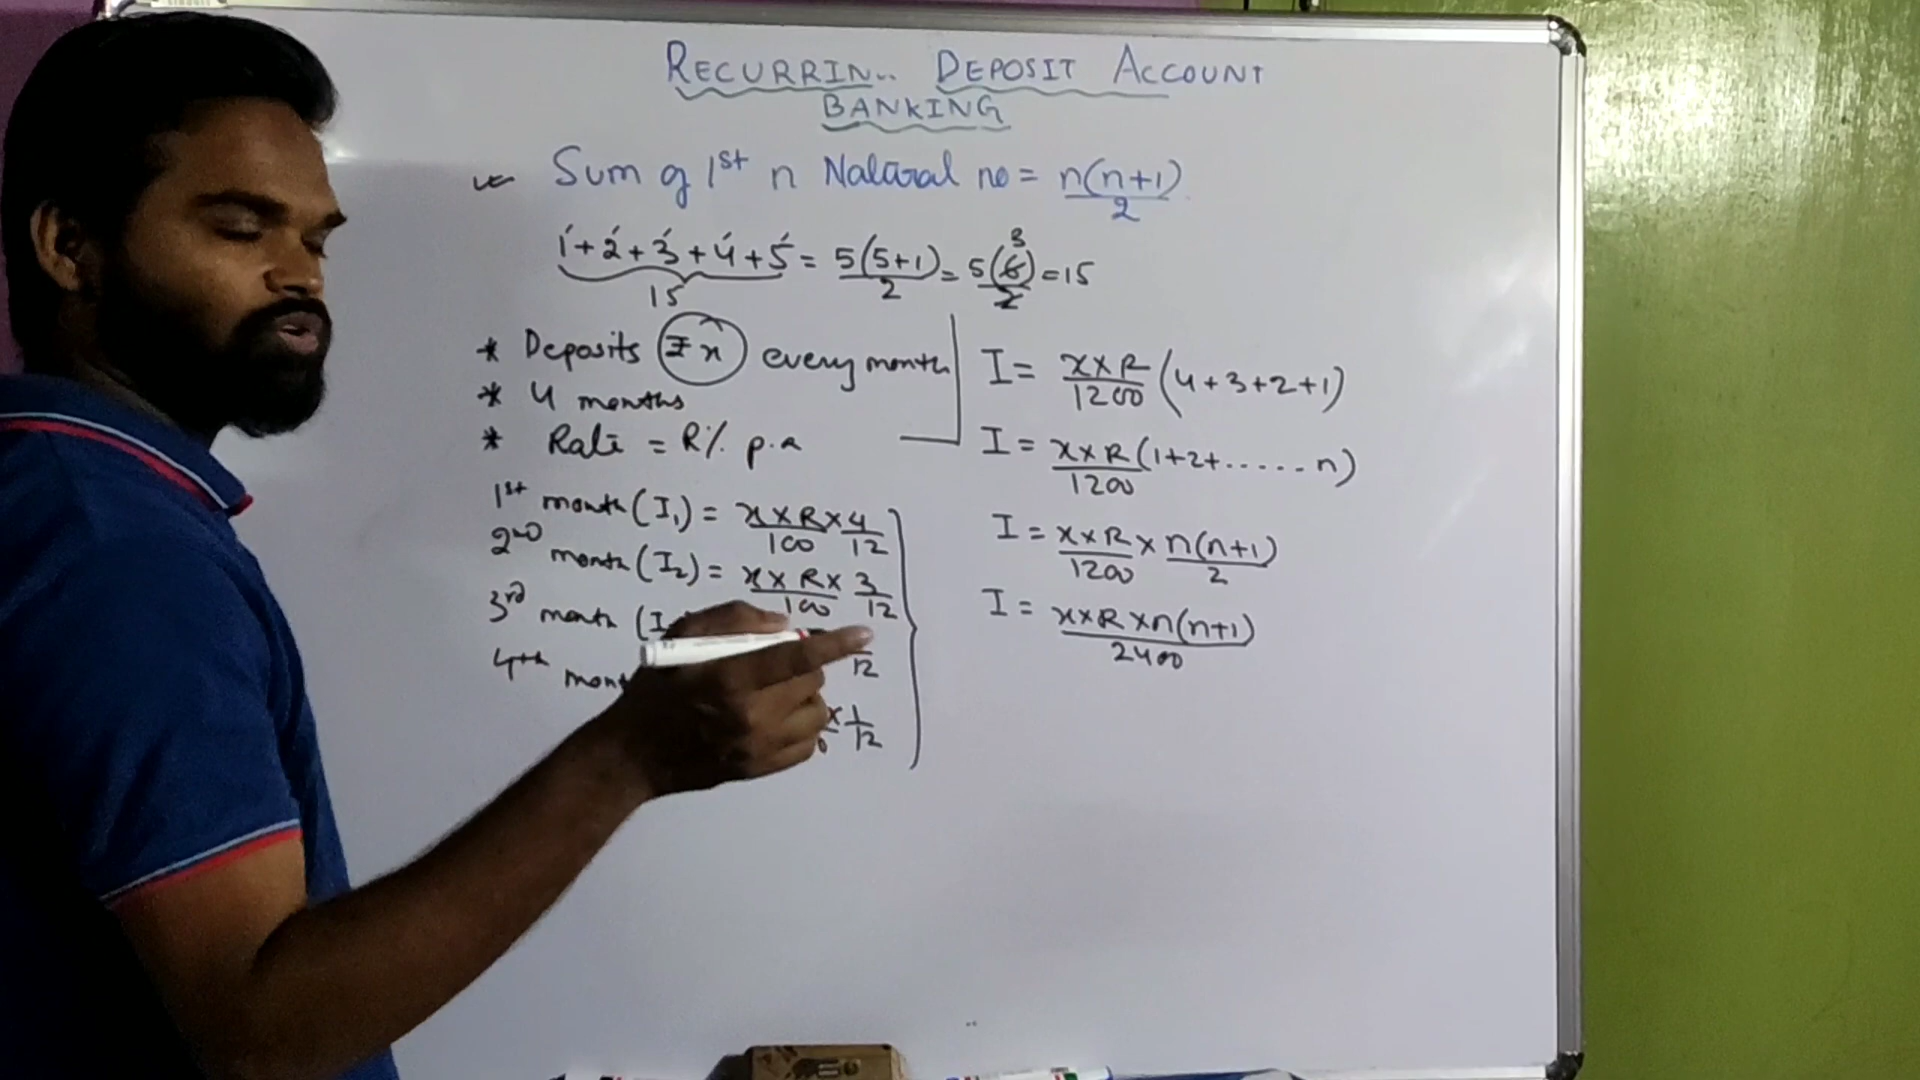 RECURRIN.. DEPOSIT ACCOUNT
BANKING
Sum of 1st n Natural no = n(n+1)/2
1+2+3+4+5 = 5(5+1)/2 = 5(6)/2 = 15
15
3
* Deposits ₹x every month
* 4 months
* Rate = R% p.a
1st month (I₁) = x×R/100 × 4/12
2nd month (I₂) = x×R/100 × 3/12
3rd month (I 12
4th mont × 1/12
I = x×R/1200 (4+3+2+1)
I = x×R/1200 (1+2+......n)
I = x×R/1200 × n(n+1)/2
I = x×R×n(n+1)/2400